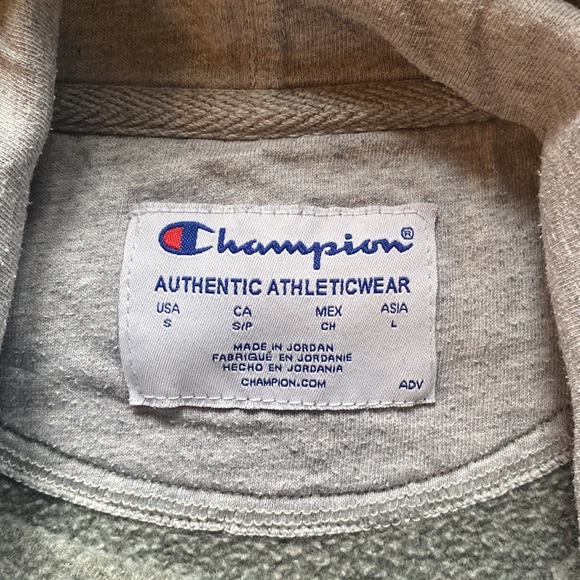 Champion®
AUTHENTIC ATHLETICWEAR
USA CA MEX ASIA
S S/P CH L
MADE IN JORDAN
FABRIQUÉ EN JORDANIE
HECHO EN JORDANIA
CHAMPION.COM ADV